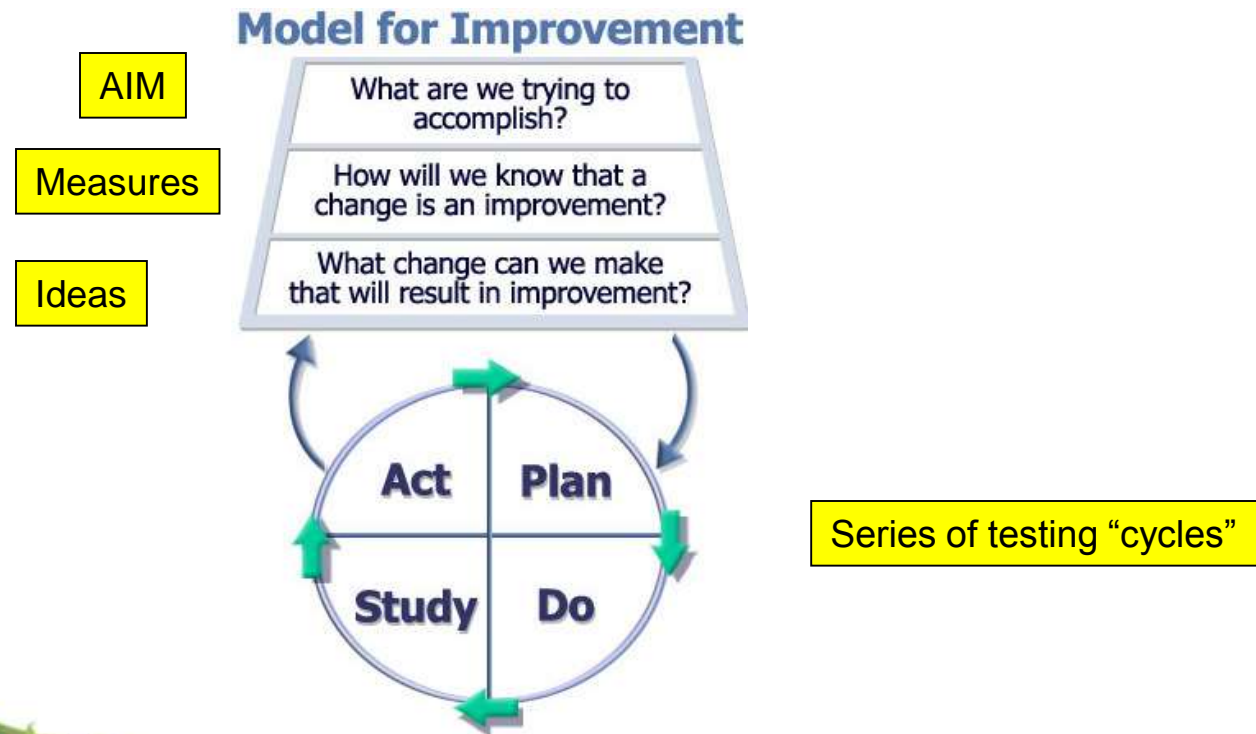 Model for Improvement
AIM
What are we trying to
accomplish?
Measures
How will we know that a
change is an improvement?
Ideas
What change can we make
that will result in improvement?
Act
Plan
Series of testing “cycles”
Study
Do